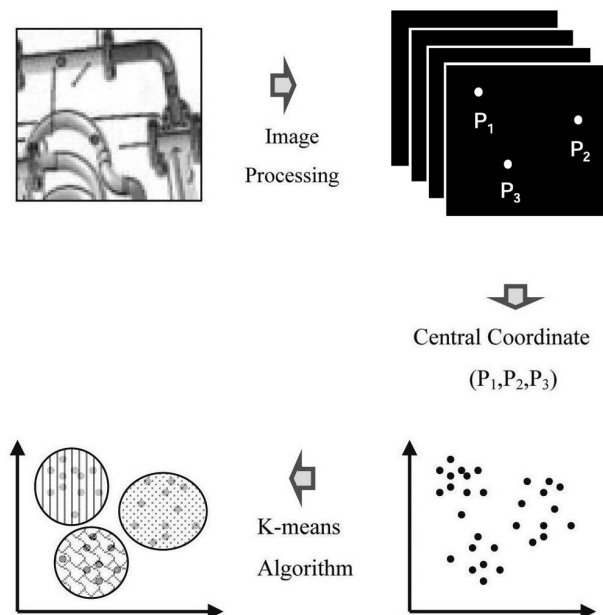 Image
Processing
P₁
P₂
P₃
Central Coordinate
(P₁,P₂,P₃)
K-means
Algorithm